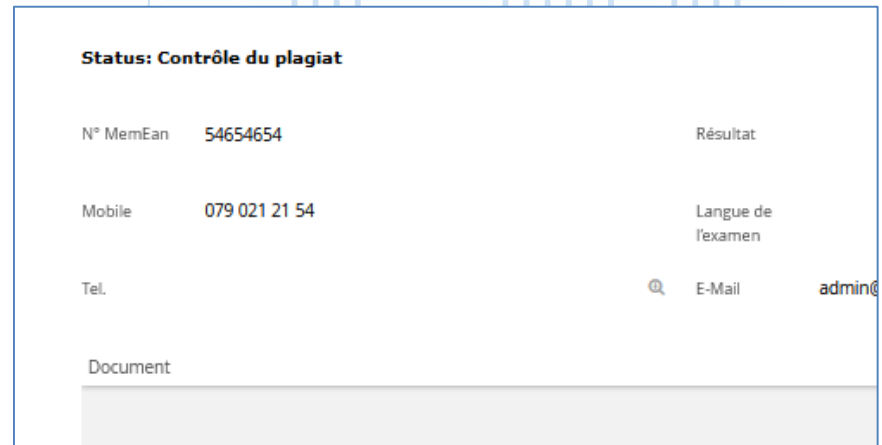 Status: Contrôle du plagiat
N° MemEan 54654654 Résultat
Mobile 079 021 21 54 Langue de
l'examen
Tel. E-Mail admin@
Document